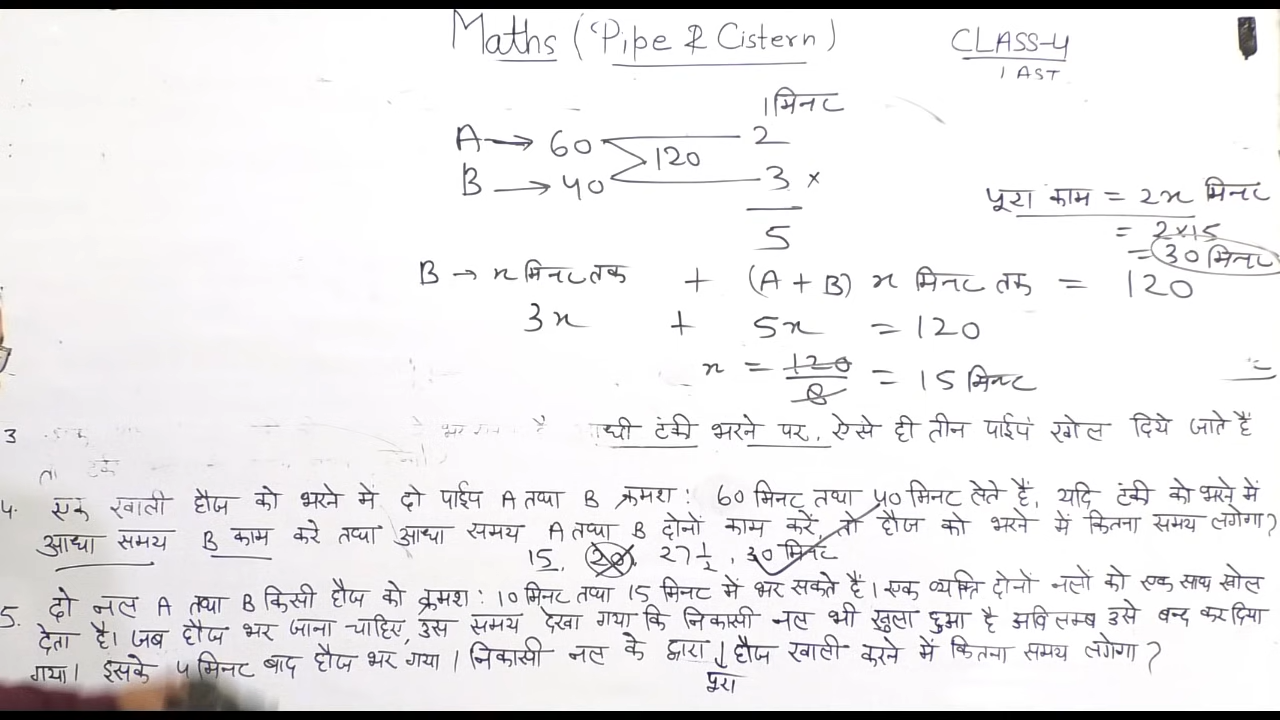 Maths (Pipe & Cistern)
CLASS-4
LAST
1 मिनट
A → 60
120
2
B → 40
3 ×
5
पूरा काम = 2x मिनट
= 2×15
= 30 मिनट
B → x मिनट तक + (A + B) x मिनट तक = 120
3x + 5x = 120
x = 120/8 = 15 मिनट
3 टंकी भरने पर, ऐसे ही तीन पाईप खोल दिये जाते हैं
4. एक खाली हौज को भरने में दो पाईप A तथा B क्रमश: 60 मिनट तथा 40 मिनट लेते हैं, यदि टंकी को भरने में
आधा समय B काम करे तथा आधा समय A तथा B दोनों काम करें, तो हौज को भरने में कितना समय लगेगा?
15, 20, 27 1/2, 30 मिनट
5. दो नल A तथा B किसी हौज को क्रमश: 10 मिनट तथा 15 मिनट में भर सकते हैं। एक व्यक्ति दोनों नलों को एक साथ खोल
देता है। जब हौज भर जाना चाहिए, उस समय देखा गया कि निकासी नल भी खुला हुआ है अविलम्ब उसे बन्द कर दिया
गया। इसके 4 मिनट बाद हौज भर गया। निकासी नल के द्वारा ↓ हौज खाली करने में कितना समय लगेगा?
पूरा